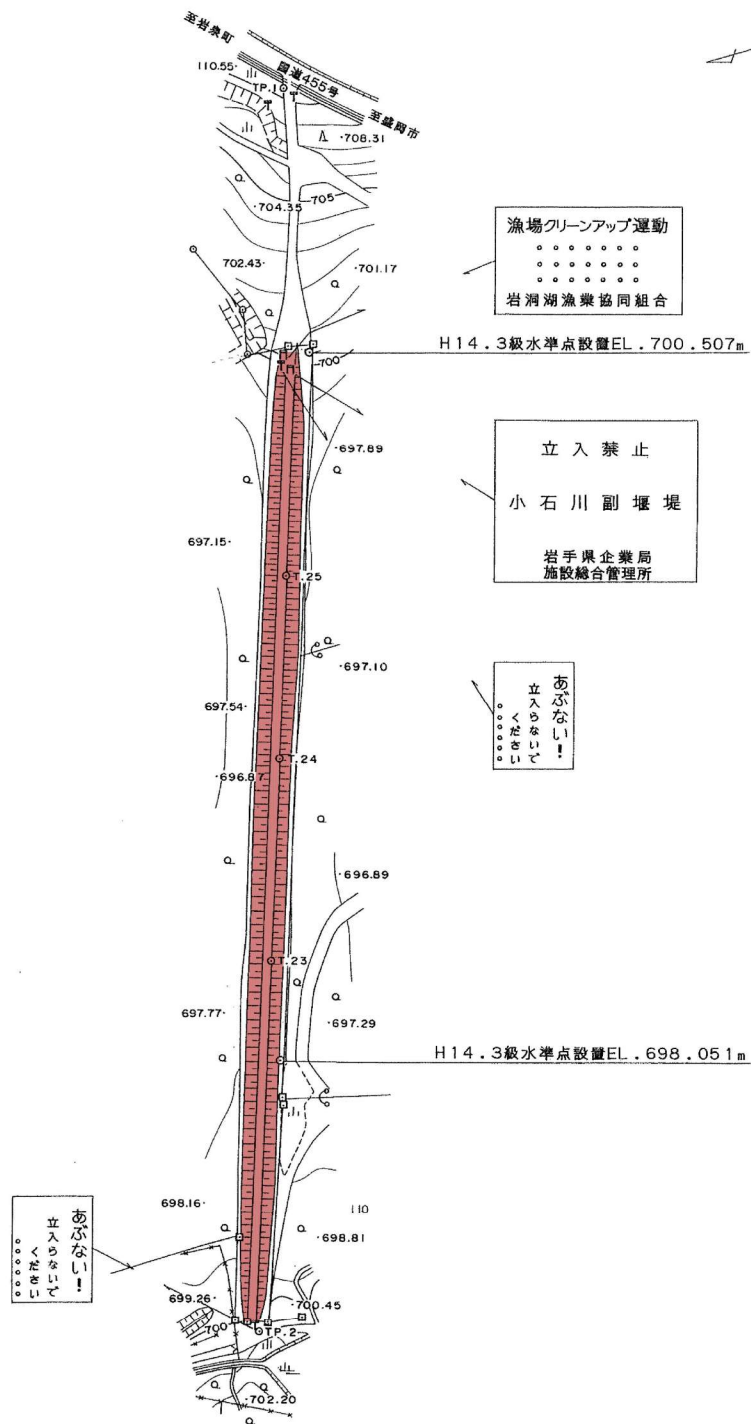 至岩泉町
国道455号
至盛岡市
110.55
TP.1
708.31
705
704.35
702.43
701.17
漁場クリーンアップ運動
岩洞湖漁業協同組合
H14.3級水準点設置EL.700.507m
700
697.89
立入禁止
小石川副堰堤
岩手県企業局
施設総合管理所
697.15
T.25
697.10
あぶない!
立入らないで
ください
697.54
T.24
696.87
696.89
T.23
697.77
697.29
H14.3級水準点設置EL.698.051m
698.16
110
698.81
あぶない!
立入らないで
ください
699.26
700.45
700
TP.2
702.20